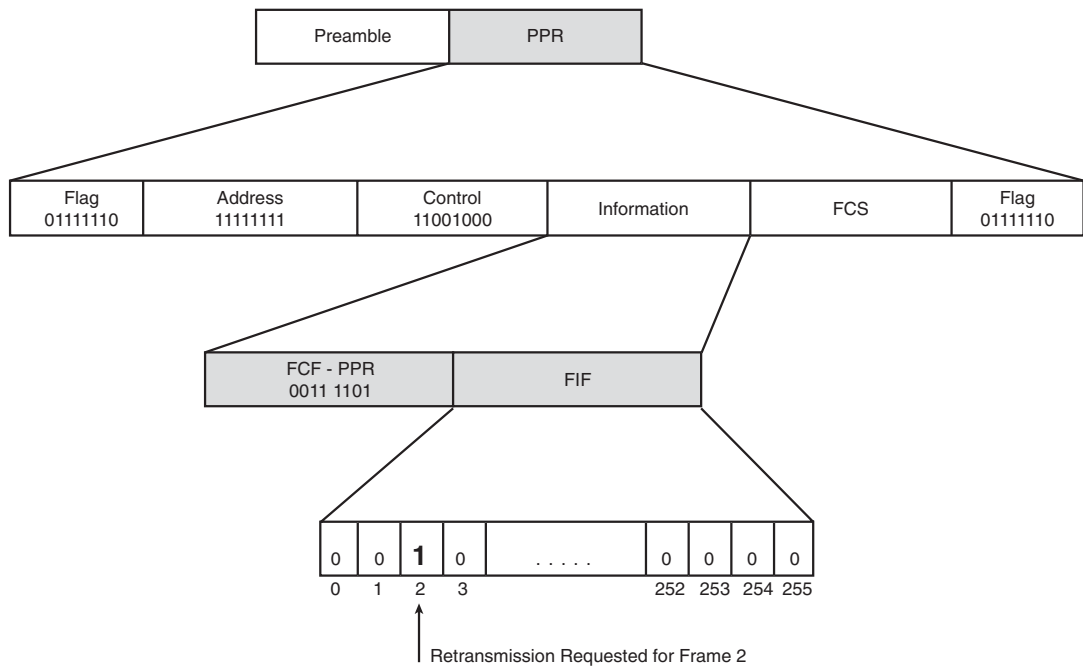 Preamble PPR
Flag Address Control Information FCS Flag
01111110 11111111 11001000 01111110
FCF - PPR FIF
0011 1101
0 0 1 0 ..... 0 0 0 0
0 1 2 3 252 253 254 255
Retransmission Requested for Frame 2